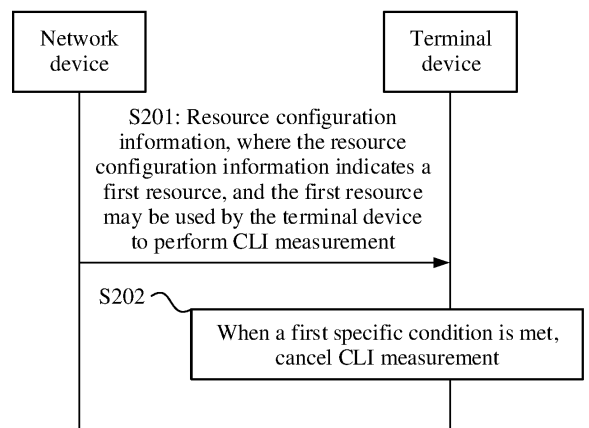 Network
device
Terminal
device
S201: Resource configuration
information, where the resource
configuration information indicates a
first resource, and the first resource
may be used by the terminal device
to perform CLI measurement
S202
When a first specific condition is met,
cancel CLI measurement